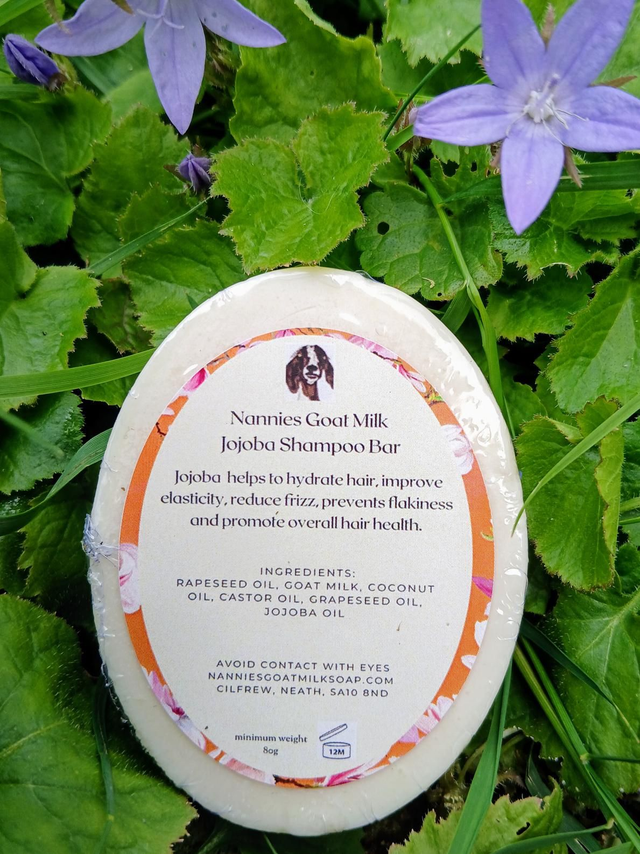 Nannies Goat Milk
Jojoba Shampoo Bar
Jojoba helps to hydrate hair, improve
elasticity, reduce frizz, prevents flakiness
and promote overall hair health.
INGREDIENTS:
RAPESEED OIL, GOAT MILK, COCONUT
OIL, CASTOR OIL, GRAPESEED OIL,
JOJOBA OIL
AVOID CONTACT WITH EYES
NANNIESGOATMILKSOAP.COM
CILFREW, NEATH, SA10 8ND
minimum weight
80g
12M